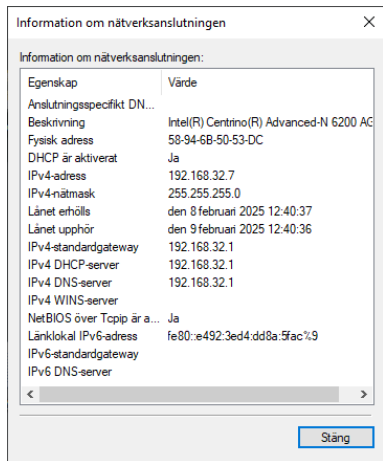 Information om nätverksanslutningen
Information om nätverksanslutningen:
Egenskap Värde
Anslutningsspecifikt DN...
Beskrivning Intel(R) Centrino(R) Advanced-N 6200 AG
Fysisk adress 58-94-6B-50-53-DC
DHCP är aktiverat Ja
IPv4-adress 192.168.32.7
IPv4-nätmask 255.255.255.0
Lånet erhölls den 8 februari 2025 12:40:37
Lånet upphör den 9 februari 2025 12:40:36
IPv4-standardgateway 192.168.32.1
IPv4 DHCP-server 192.168.32.1
IPv4 DNS-server 192.168.32.1
IPv4 WINS-server
NetBIOS över Tcpip är a... Ja
Länklokal IPv6-adress fe80::e492:3ed4:dd8a:5fac%9
IPv6-standardgateway
IPv6 DNS-server
Stäng